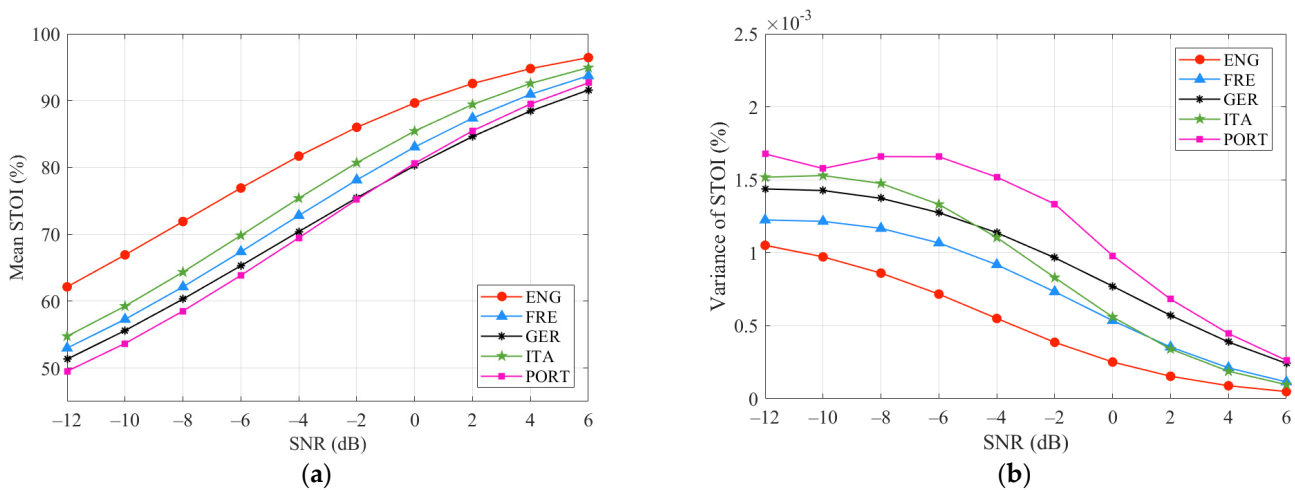 100
90
80
70
60
50
Mean STOI (%)
ENG
FRE
GER
ITA
PORT
−12 −10 −8 −6 −4 −2 0 2 4 6
SNR (dB)
(a)
×10⁻³
2.5
2
1.5
1
0.5
0
Variance of STOI (%)
ENG
FRE
GER
ITA
PORT
−12 −10 −8 −6 −4 −2 0 2 4 6
SNR (dB)
(b)